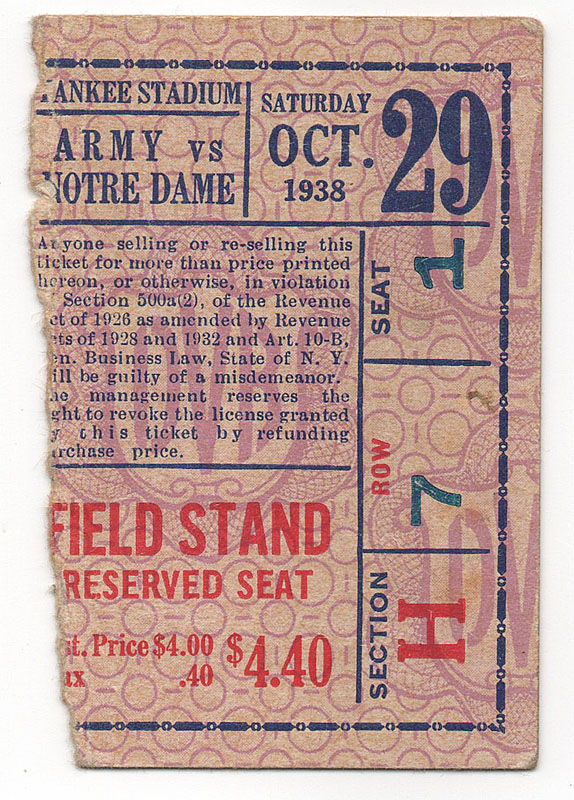 YANKEE STADIUM
ARMY vs
NOTRE DAME
SATURDAY
OCT. 29
1938
Anyone selling or re-selling this
ticket for more than price printed
hereon, or otherwise, in violation
Section 500a(2), of the Revenue
ct of 1926 as amended by Revenue
ts of 1928 and 1932 and Art. 10-B,
en. Business Law, State of N. Y.
ill be guilty of a misdemeanor.
he management reserves the
ght to revoke the license granted
y this ticket by refunding
rchase price.
SEAT 1
ROW 7
SECTION H
FIELD STAND
RESERVED SEAT
st. Price $4.00
ax .40
$4.40